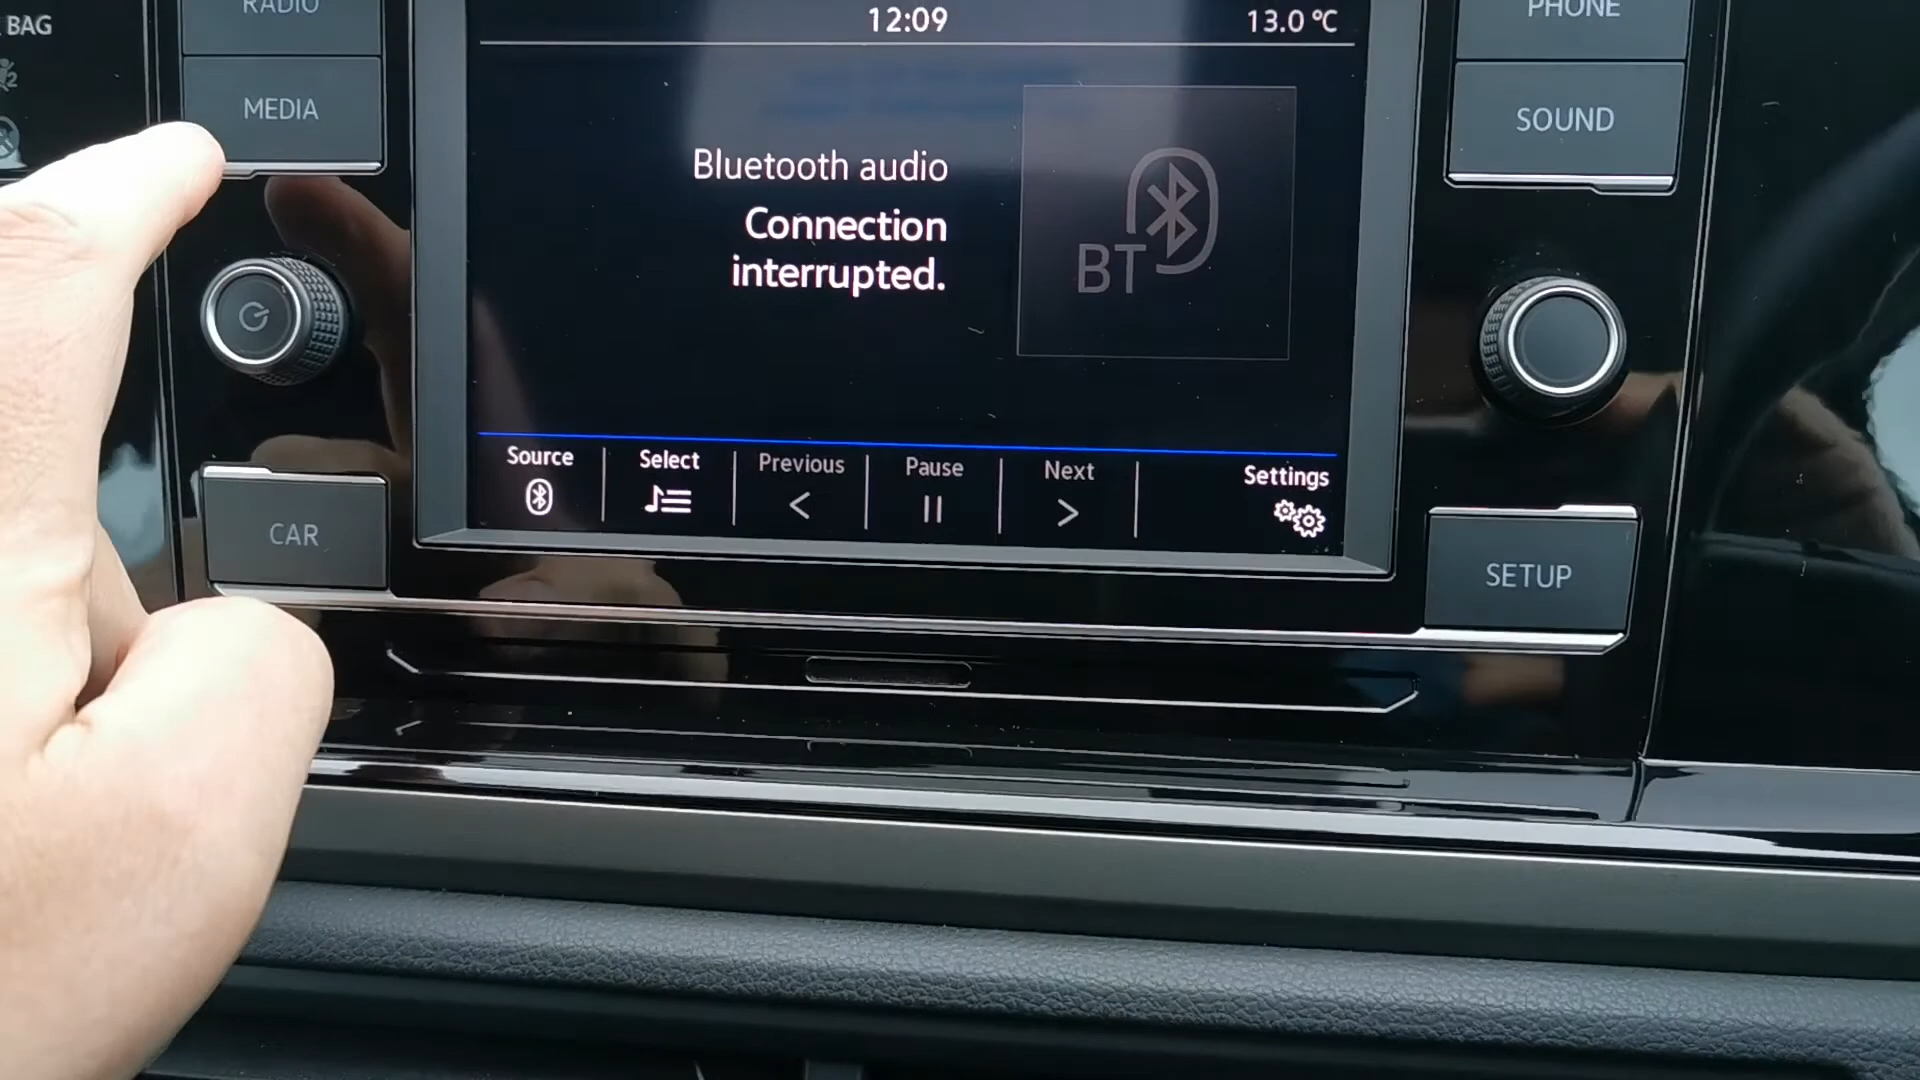 BAG
RADIO
MEDIA
CAR
12:09
13.0 °C
Bluetooth audio
Connection
interrupted.
BT
Source
Select
Previous
Pause
Next
Settings
PHONE
SOUND
SETUP